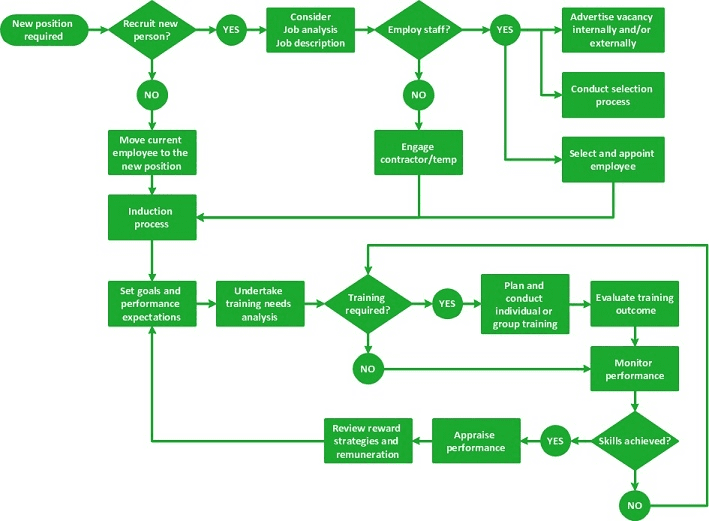 New position
required
Recruit new
person?
YES
Consider
Job analysis
Job description
Employ staff?
YES
Advertise vacancy
internally and/or
externally
NO
NO
Conduct selection
process
Move current
employee to the
new position
Engage
contractor/temp
Select and appoint
employee
Induction
process
Set goals and
performance
expectations
Undertake
training needs
analysis
Training
required?
YES
Plan and
conduct
individual or
group training
Evaluate training
outcome
NO
Monitor
performance
Review reward
strategies and
remuneration
Appraise
performance
YES
Skills achieved?
NO